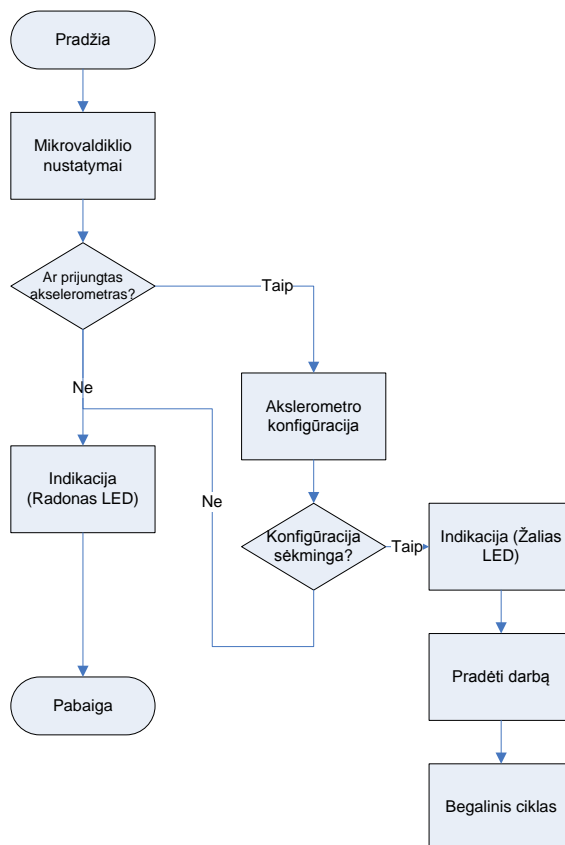 Pradžia
Mikrovaldiklio
nustatymai
Ar prijungtas
akselerometras?
Taip
Ne
Akslerometro
konfigūracija
Indikacija
(Radonas LED)
Ne
Konfigūracija
sėkminga?
Taip
Indikacija (Žalias
LED)
Pradėti darbą
Pabaiga
Begalinis ciklas